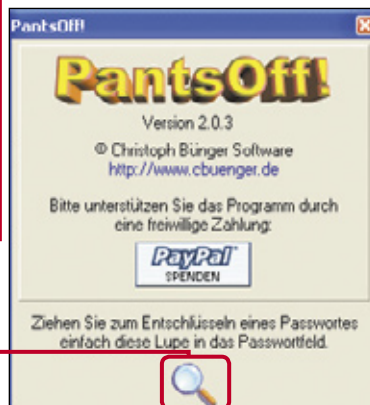 PantsOff!
PantsOff!
Version 2.0.3
© Christoph Bünger Software
http://www.cbuenger.de
Bitte unterstützen Sie das Programm durch
eine freiwillige Zahlung:
PayPal
SPENDEN
Ziehen Sie zum Entschlüsseln eines Passwortes
einfach diese Lupe in das Passwortfeld.